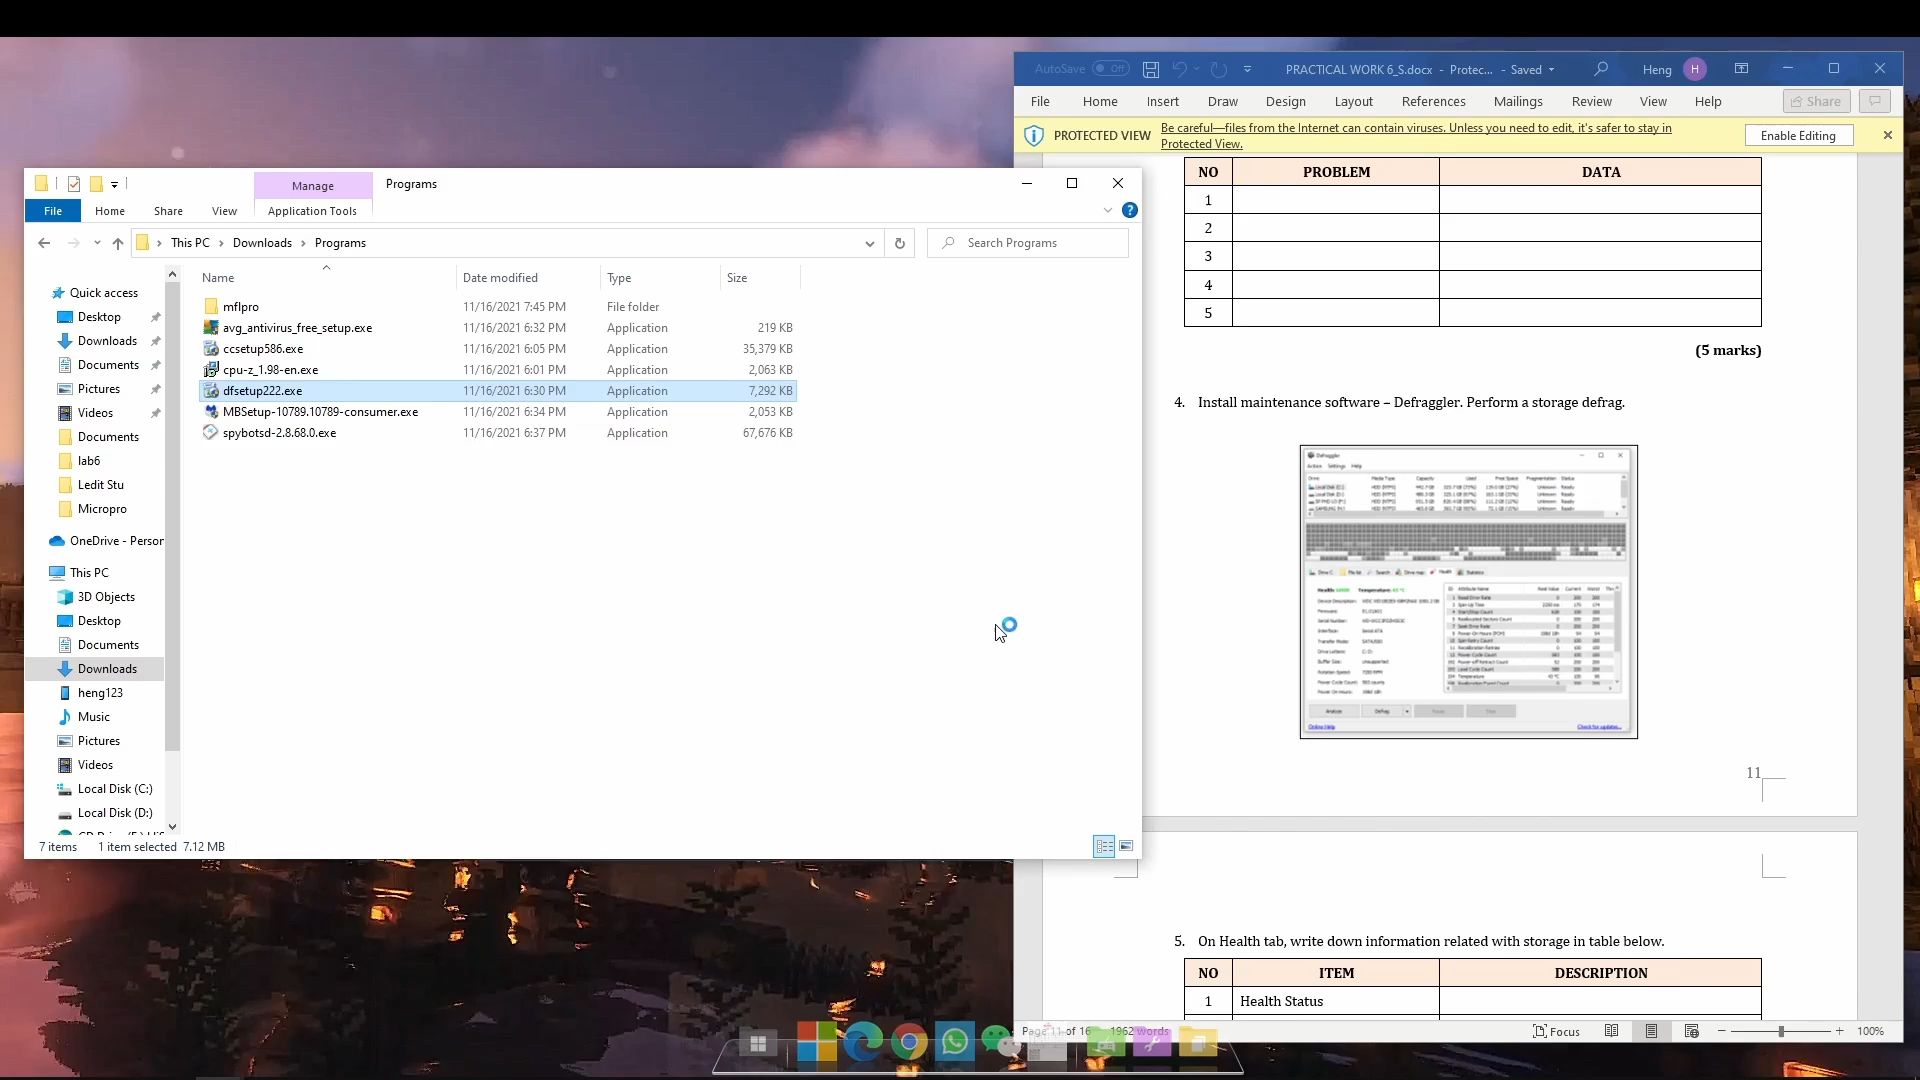 AutoSave Off PRACTICAL WORK 6_S.docx - Protec... - Saved Heng H
File Home Insert Draw Design Layout References Mailings Review View Help Share
PROTECTED VIEW Be careful—files from the Internet can contain viruses. Unless you need to edit, it's safer to stay in
Protected View.
Enable Editing
Manage Programs
File Home Share View Application Tools
This PC Downloads Programs Search Programs
Name Date modified Type Size
mflpro 11/16/2021 7:45 PM File folder
avg_antivirus_free_setup.exe 11/16/2021 6:32 PM Application 219 KB
ccsetup586.exe 11/16/2021 6:05 PM Application 35,379 KB
cpu-z_1.98-en.exe 11/16/2021 6:01 PM Application 2,063 KB
dfsetup222.exe 11/16/2021 6:30 PM Application 7,292 KB
MBSetup-10789.10789-consumer.exe 11/16/2021 6:34 PM Application 2,053 KB
spybotsd-2.8.68.0.exe 11/16/2021 6:37 PM Application 67,676 KB
Quick access
Desktop
Downloads
Documents
Pictures
Videos
Documents
lab6
Ledit Stu
Micropro
OneDrive - Person
This PC
3D Objects
Desktop
Documents
Downloads
heng123
Music
Pictures
Videos
Local Disk (C:)
Local Disk (D:)
7 items 1 item selected 7.12 MB
NO PROBLEM DATA
1
2
3
4
5
(5 marks)
4. Install maintenance software – Defraggler. Perform a storage defrag.
Defraggler
Action Settings Help
11
5. On Health tab, write down information related with storage in table below.
NO ITEM DESCRIPTION
1 Health Status
Page 11 of 16 1962 words Focus 100%